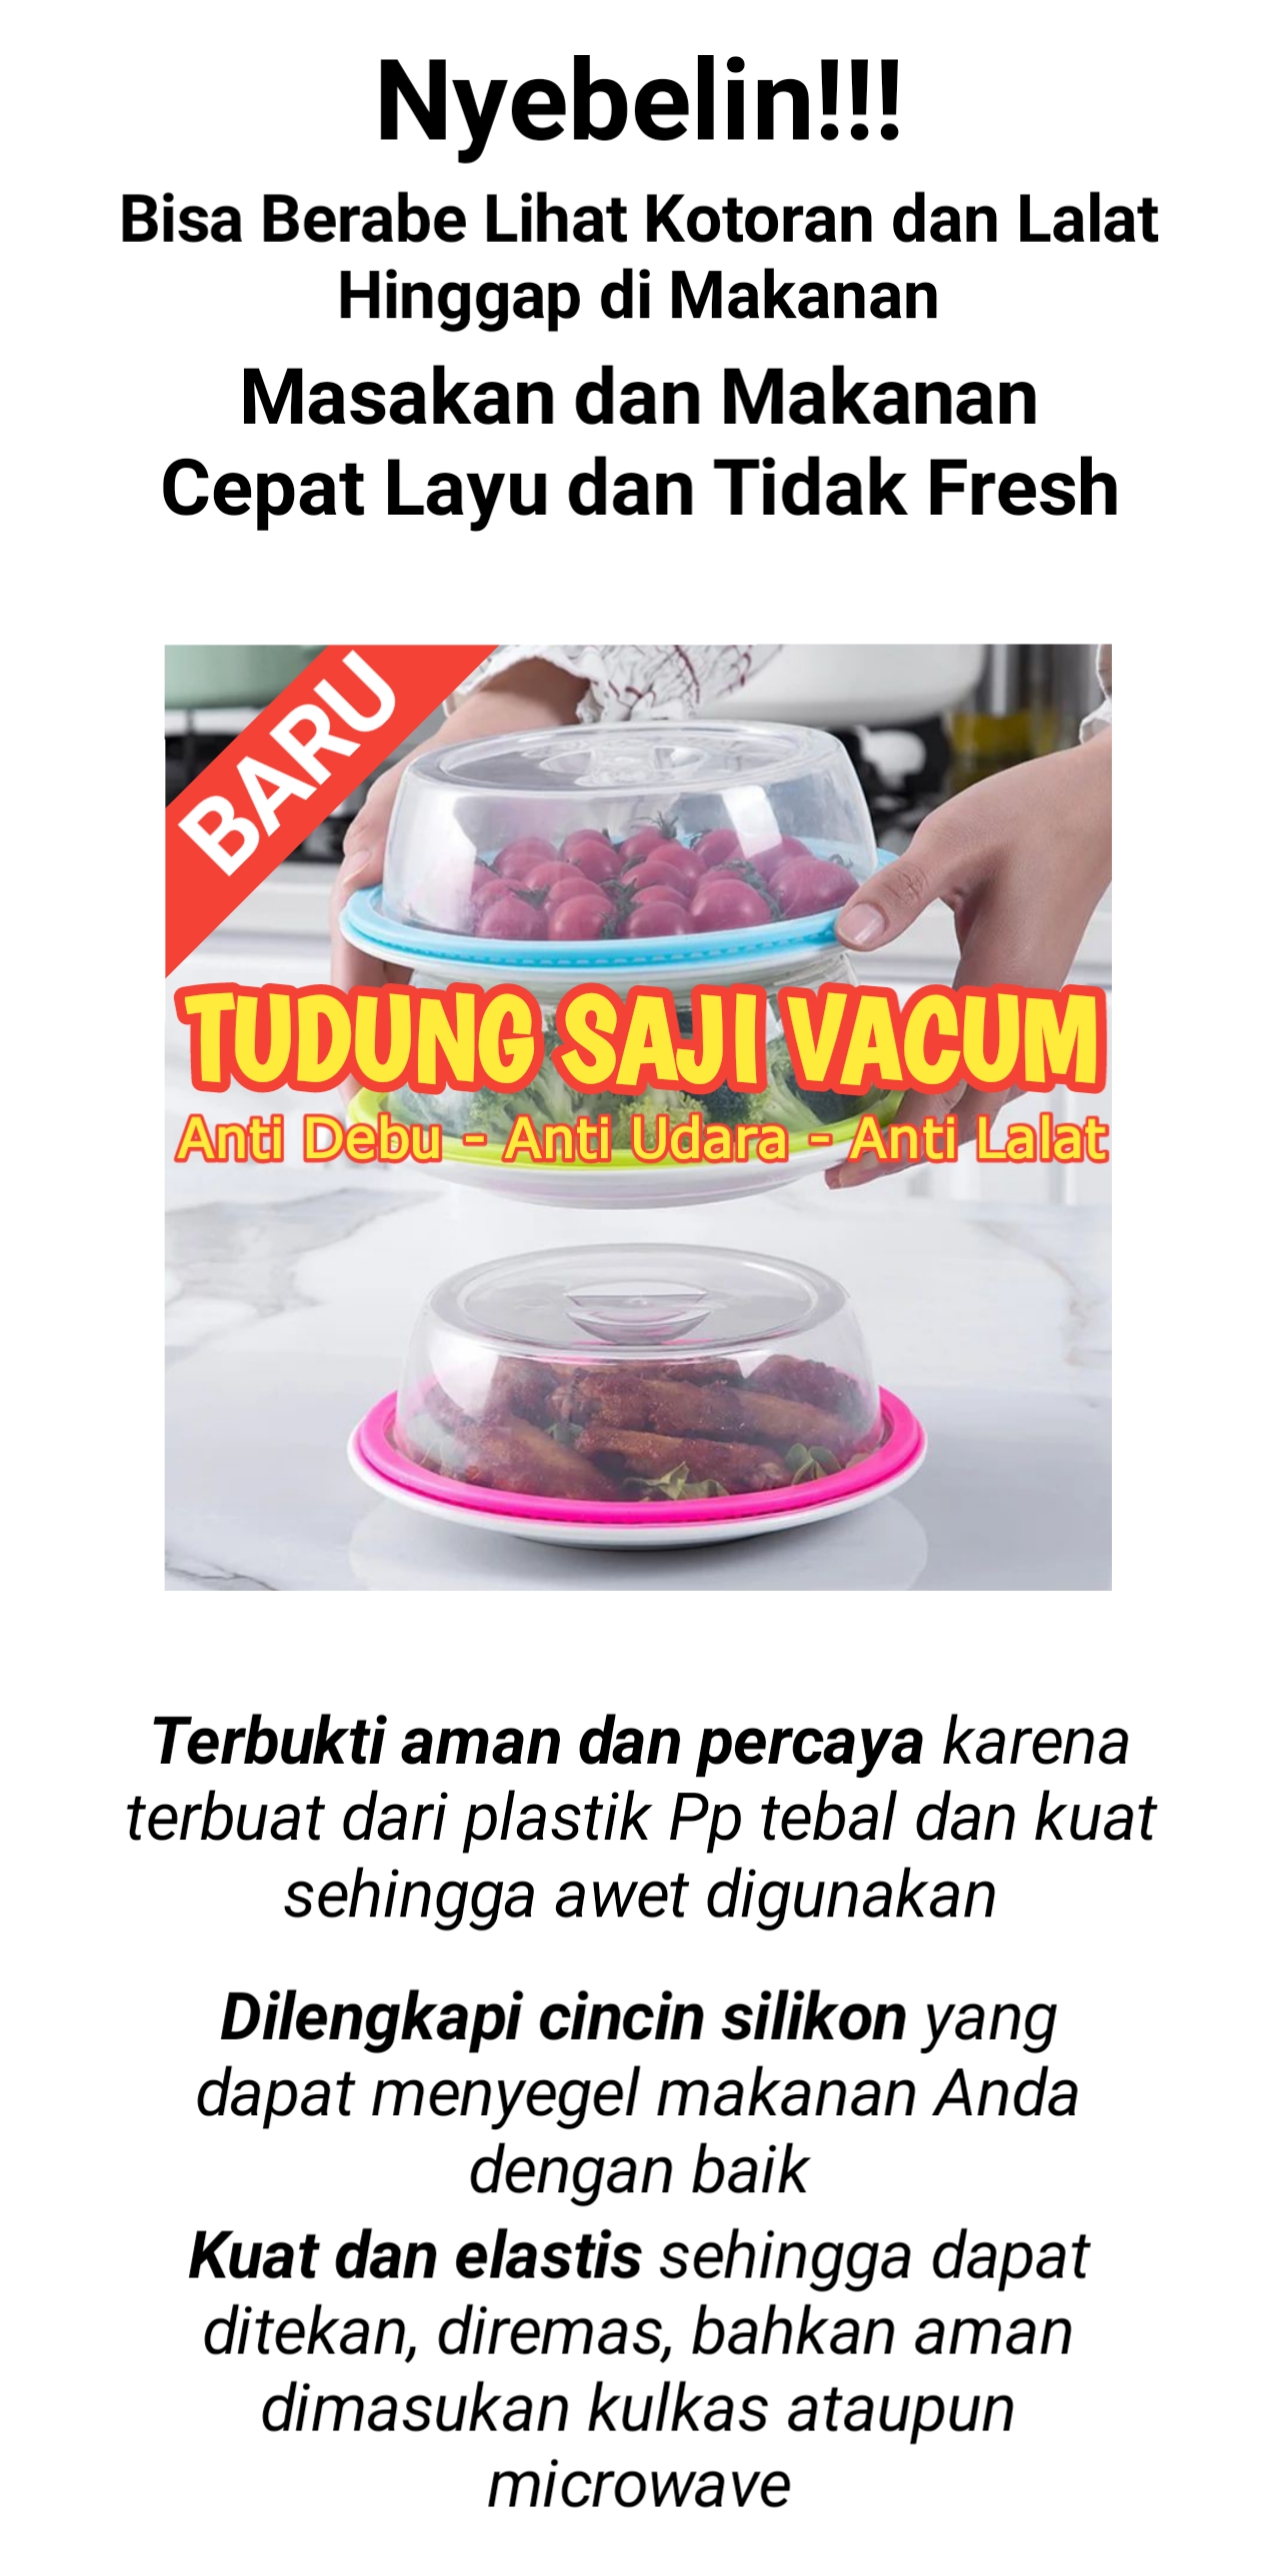 Nyebelin!!!
Bisa Berabe Lihat Kotoran dan Lalat
Hinggap di Makanan
Masakan dan Makanan
Cepat Layu dan Tidak Fresh
BARU
TUDUNG SAJI VACUM
Anti Debu - Anti Udara - Anti Lalat
Terbukti aman dan percaya karena
terbuat dari plastik Pp tebal dan kuat
sehingga awet digunakan
Dilengkapi cincin silikon yang
dapat menyegel makanan Anda
dengan baik
Kuat dan elastis sehingga dapat
ditekan, diremas, bahkan aman
dimasukan kulkas ataupun
microwave